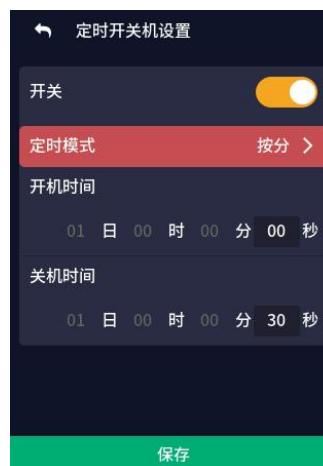 定时开关机设置
开关
定时模式 按分
开机时间
01 日 00 时 00 分 00 秒
关机时间
01 日 00 时 00 分 30 秒
保存